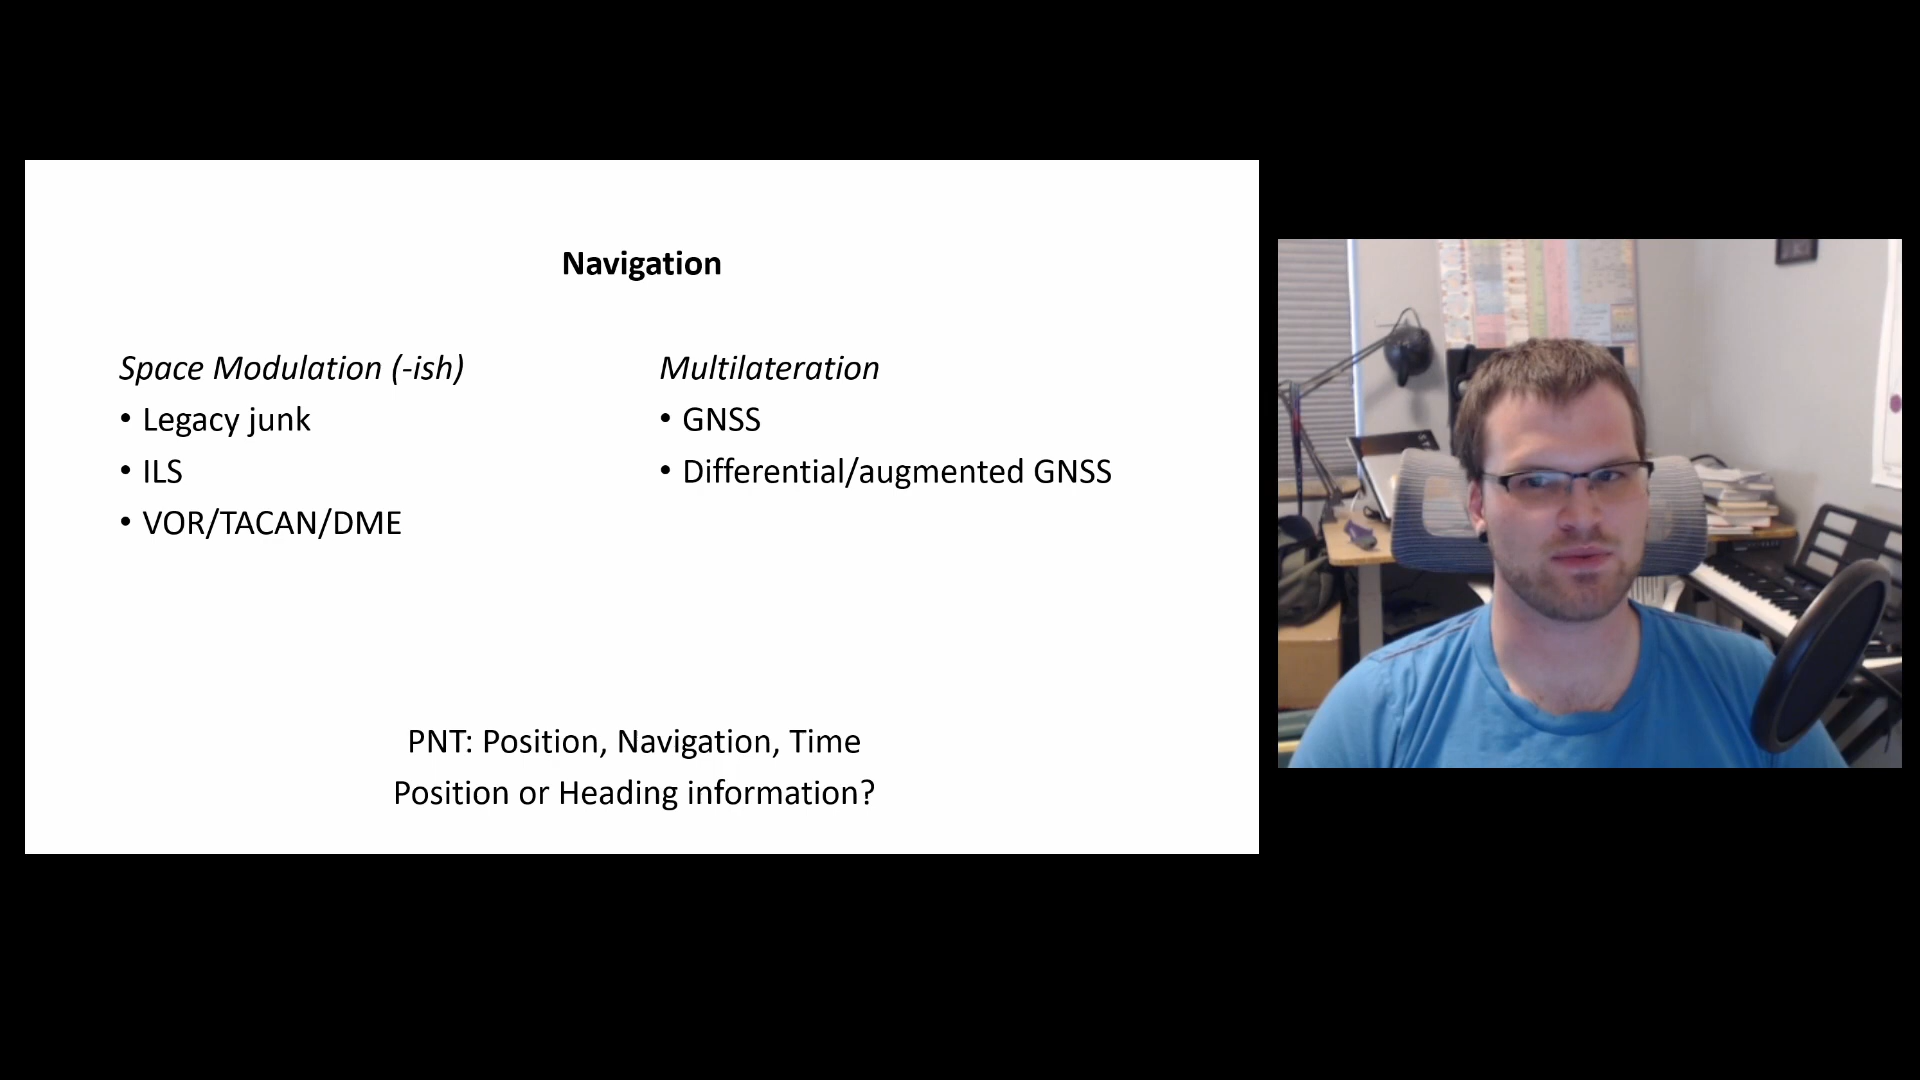 Navigation
Space Modulation (-ish)
• Legacy junk
• ILS
• VOR/TACAN/DME
Multilateration
• GNSS
• Differential/augmented GNSS
PNT: Position, Navigation, Time
Position or Heading information?